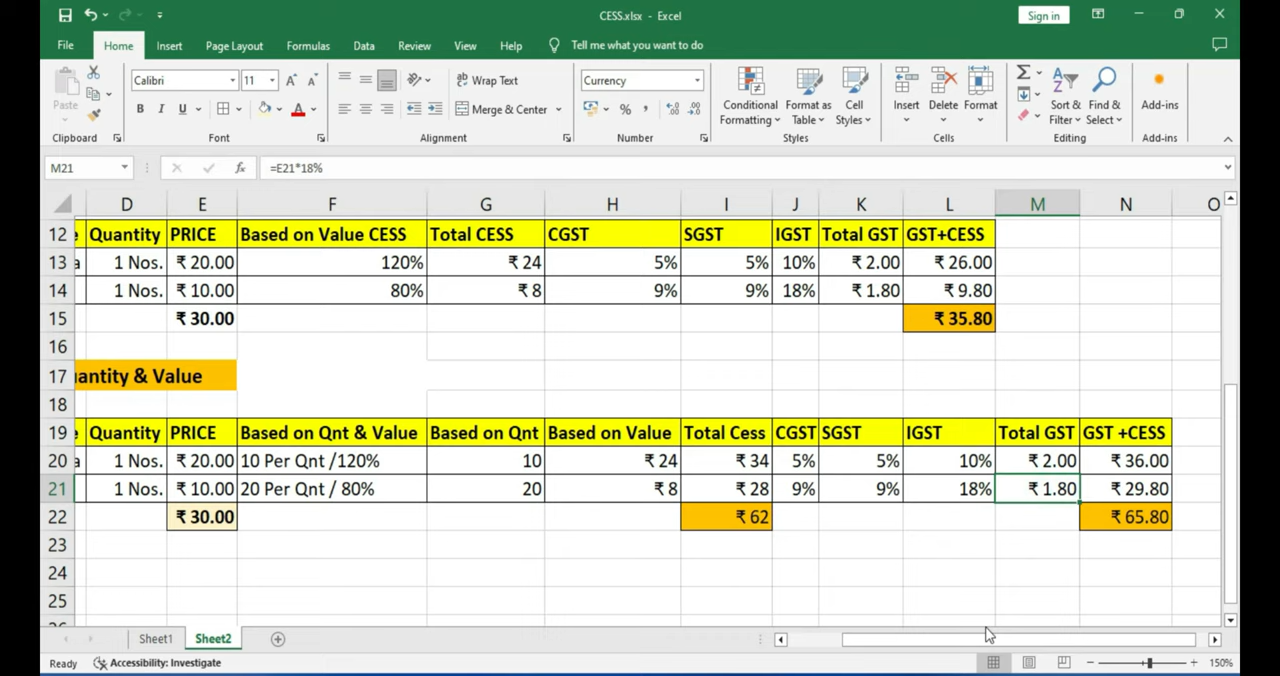 CESS.xlsx - Excel
Sign in
File Home Insert Page Layout Formulas Data Review View Help Tell me what you want to do
Paste
Calibri 11
B I U
Wrap Text
Merge & Center
Currency
Conditional Formatting
Format as Table
Cell Styles
Insert Delete Format
Sort & Filter
Find & Select
Add-ins
Clipboard Font Alignment Number Styles Cells Editing Add-ins
M21 fx =E21*18%
D E F G H I J K L M N O
12 Quantity PRICE Based on Value CESS Total CESS CGST SGST IGST Total GST GST+CESS
13 a 1 Nos. ₹ 20.00 120% ₹ 24 5% 5% 10% ₹ 2.00 ₹ 26.00
14 1 Nos. ₹ 10.00 80% ₹ 8 9% 9% 18% ₹ 1.80 ₹ 9.80
15 ₹ 30.00 ₹ 35.80
16
17 antity & Value
18
19 Quantity PRICE Based on Qnt & Value Based on Qnt Based on Value Total Cess CGST SGST IGST Total GST GST +CESS
20 a 1 Nos. ₹ 20.00 10 Per Qnt /120% 10 ₹ 24 ₹ 34 5% 5% 10% ₹ 2.00 ₹ 36.00
21 1 Nos. ₹ 10.00 20 Per Qnt / 80% 20 ₹ 8 ₹ 28 9% 9% 18% ₹ 1.80 ₹ 29.80
22 ₹ 30.00 ₹ 62 ₹ 65.80
23
24
25
Sheet1 Sheet2
Ready Accessibility: Investigate 150%